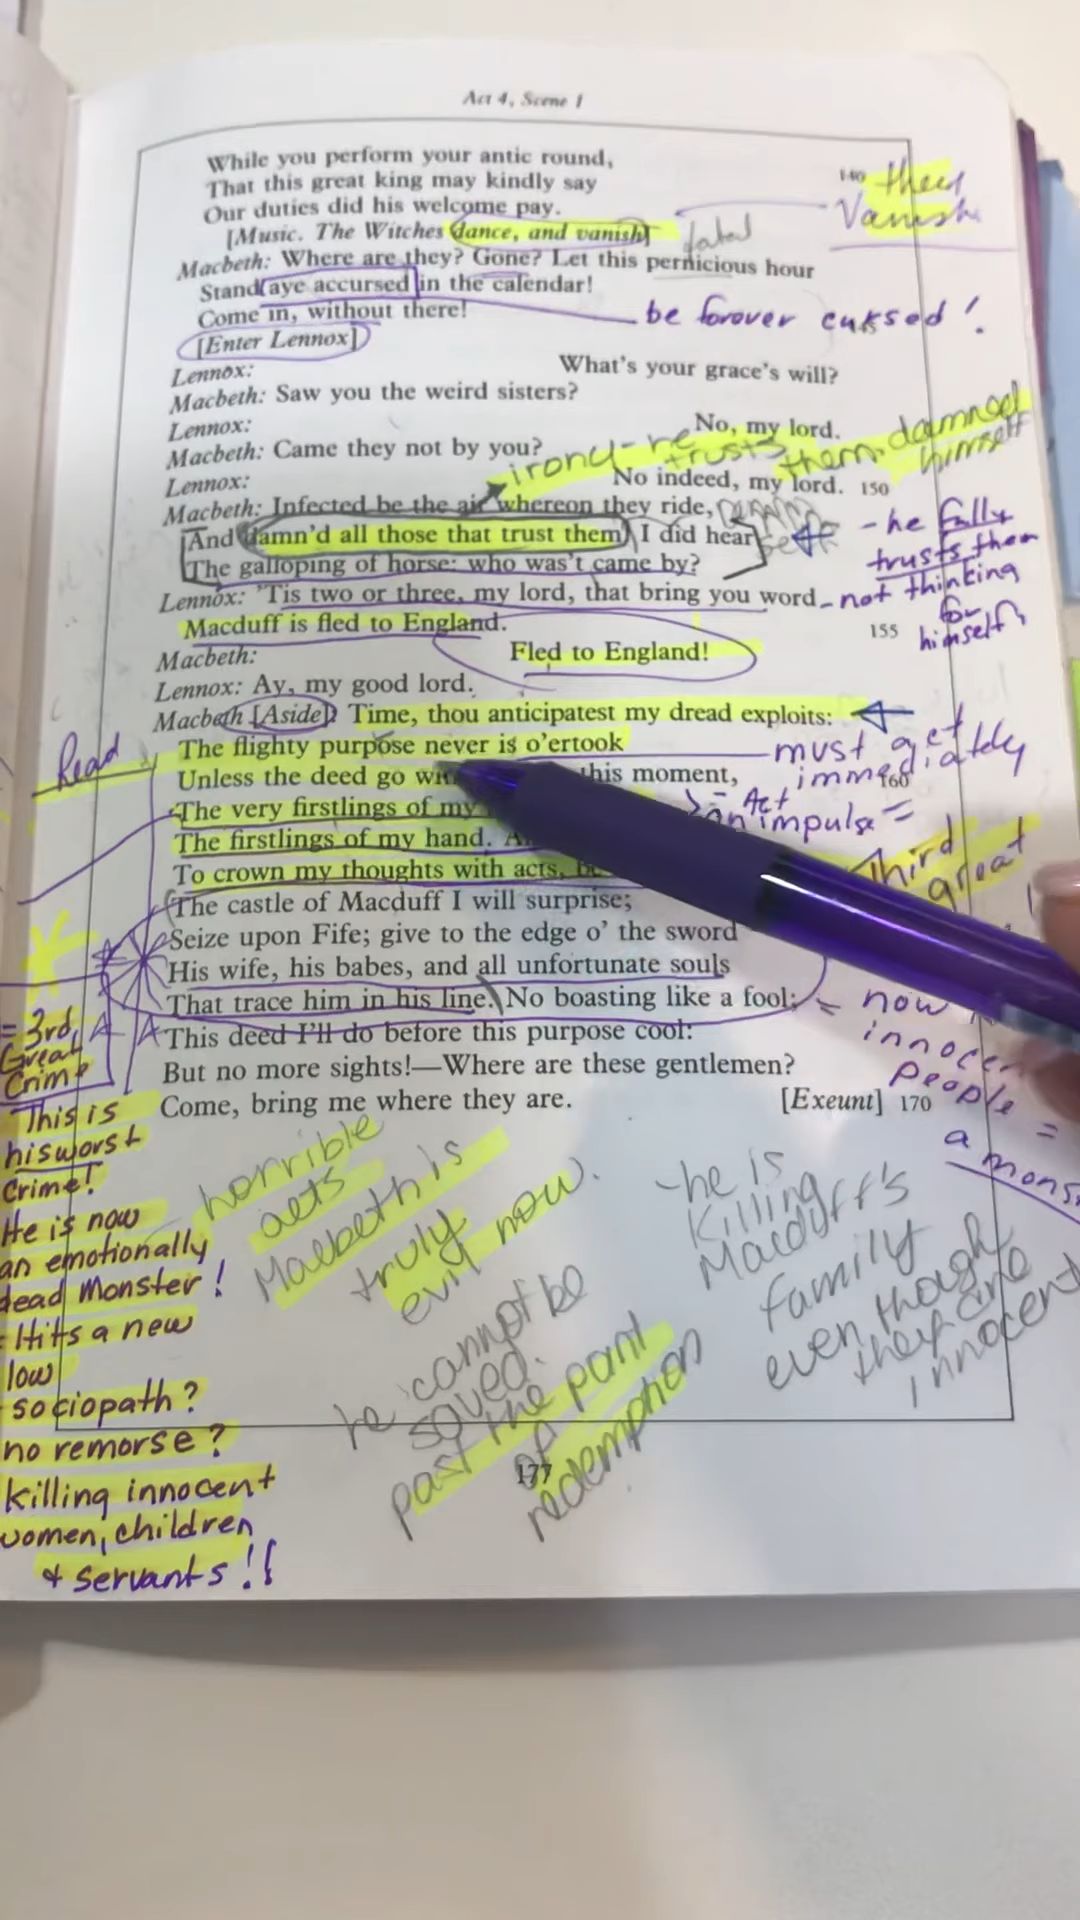 Act 4, Scene 1
While you perform your antic round,
That this great king may kindly say 140
Our duties did his welcome pay.
they
Vanish
[Music. The Witches dance, and vanish]
fatal
Macbeth: Where are they? Gone? Let this pernicious hour
Stand aye accursed in the calendar!
Come in, without there!
be forever cursed!
[Enter Lennox]
Lennox: What's your grace's will?
Macbeth: Saw you the weird sisters?
Lennox: No, my lord.
Macbeth: Came they not by you?
irony - he trusts them. damned himself
Lennox: No indeed, my lord. 150
Macbeth: Infected be the air whereon they ride,
And damn'd all those that trust them! I did hear
The galloping of horse: who was't came by?
- he fully
trusts them
not thinking
for
himself
Lennox: 'Tis two or three, my lord, that bring you word
Macduff is fled to England. 155
Macbeth: Fled to England!
Lennox: Ay, my good lord.
Macbeth [Aside]: Time, thou anticipatest my dread exploits:
Read
The flighty purpose never is o'ertook
must act
immediately
Unless the deed go this moment, 160
The very firstlings of my
- Act
on impulse =
The firstlings of my hand.
To crown my thoughts with acts,
Third
great
The castle of Macduff I will surprise;
Seize upon Fife; give to the edge o' the sword
His wife, his babes, and all unfortunate souls
That trace him in his line. No boasting like a fool;
This deed I'll do before this purpose cool:
But no more sights!—Where are these gentlemen?
Come, bring me where they are. [Exeunt] 170
= now
people =
a
= 3rd
Great
Crime
This is
his worst
crime!
He is now
an emotionally
dead Monster!
Hits a new
low
sociopath?
no remorse?
killing innocent
women, children
+ servants!!
horrible
acts
Macbeth is
truly
evil now.
he cannot be
saved.
past the point
of
redemption
- he is
Killing
Macduff's
family
even though
they are
innocent
177